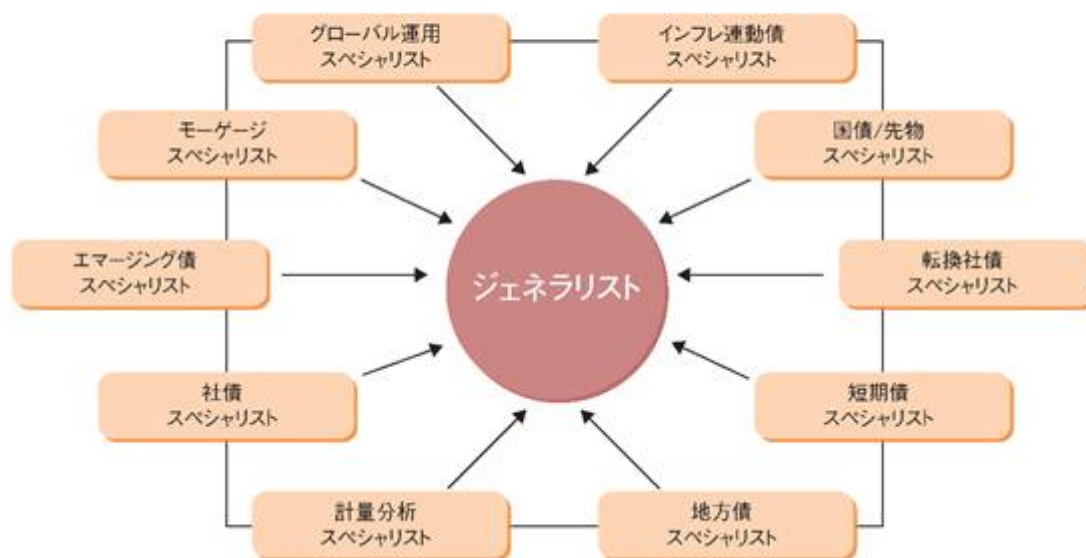 グローバル運用
スペシャリスト
インフレ連動債
スペシャリスト
モーゲージ
スペシャリスト
国債/先物
スペシャリスト
エマージング債
スペシャリスト
ジェネラリスト
転換社債
スペシャリスト
社債
スペシャリスト
短期債
スペシャリスト
計量分析
スペシャリスト
地方債
スペシャリスト